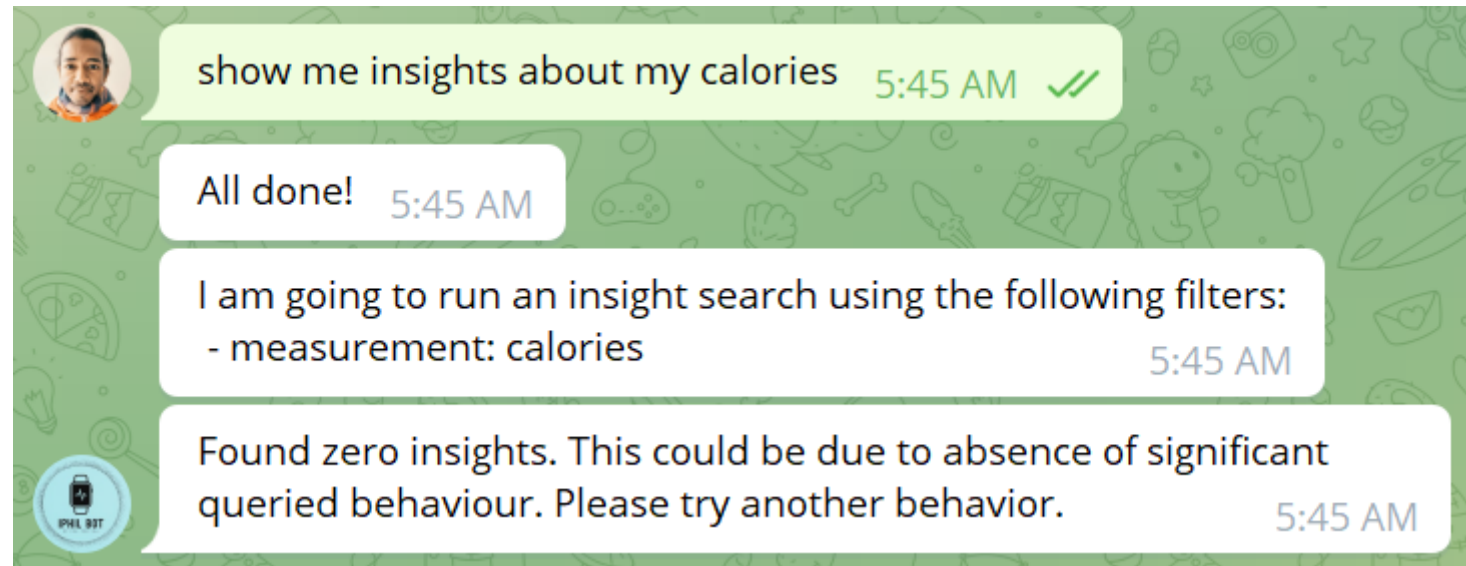 show me insights about my calories 5:45 AM
All done! 5:45 AM
I am going to run an insight search using the following filters:
- measurement: calories 5:45 AM
Found zero insights. This could be due to absence of significant
queried behaviour. Please try another behavior. 5:45 AM
IPHIL BOT